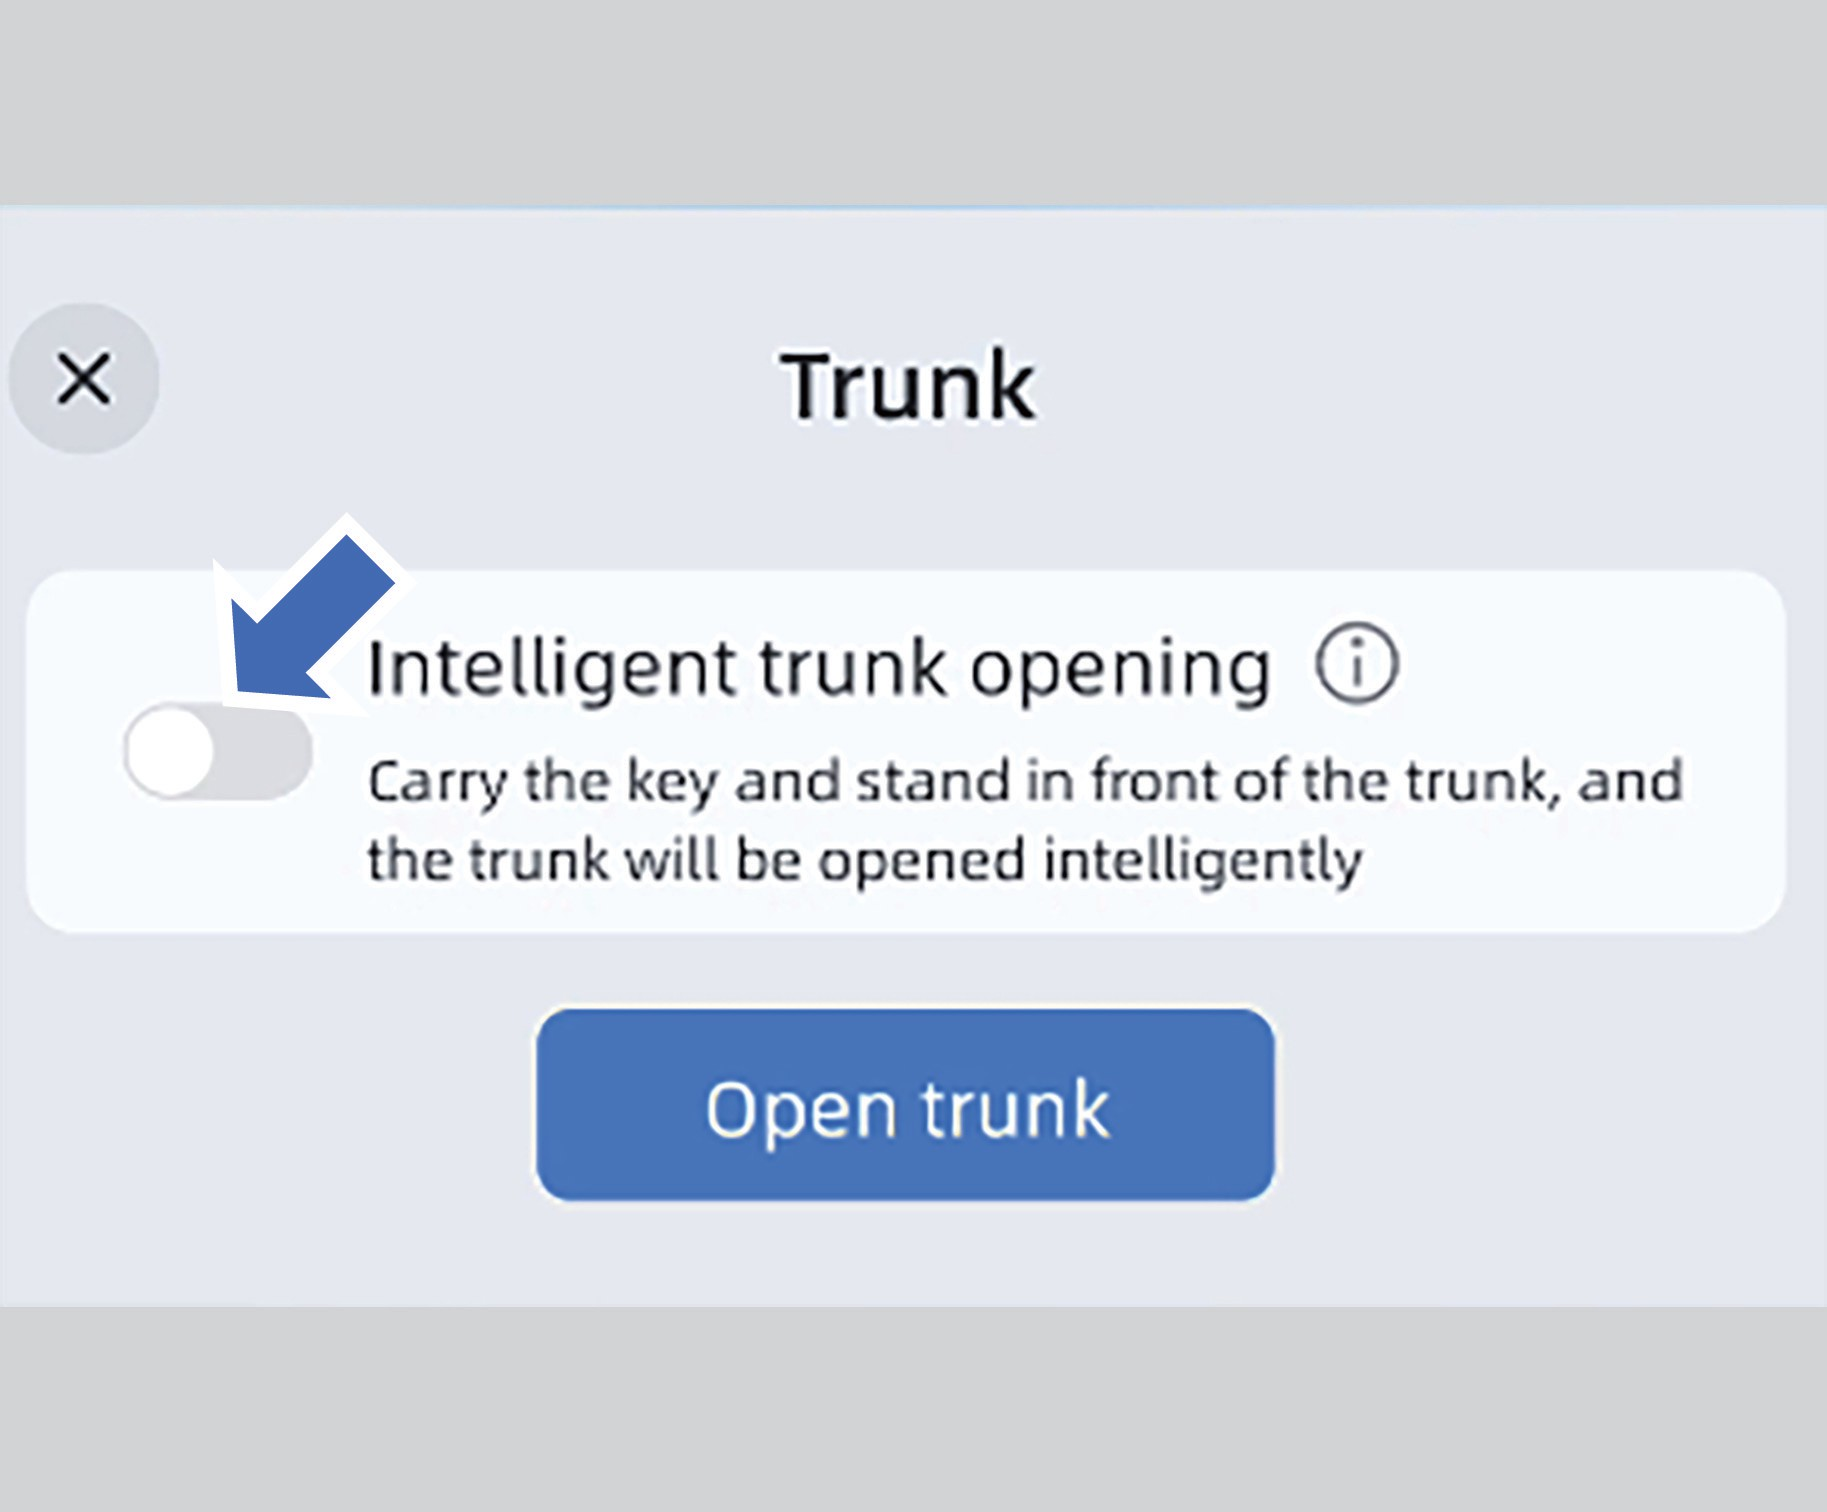 Trunk
Intelligent trunk opening
Carry the key and stand in front of the trunk, and
the trunk will be opened intelligently
Open trunk